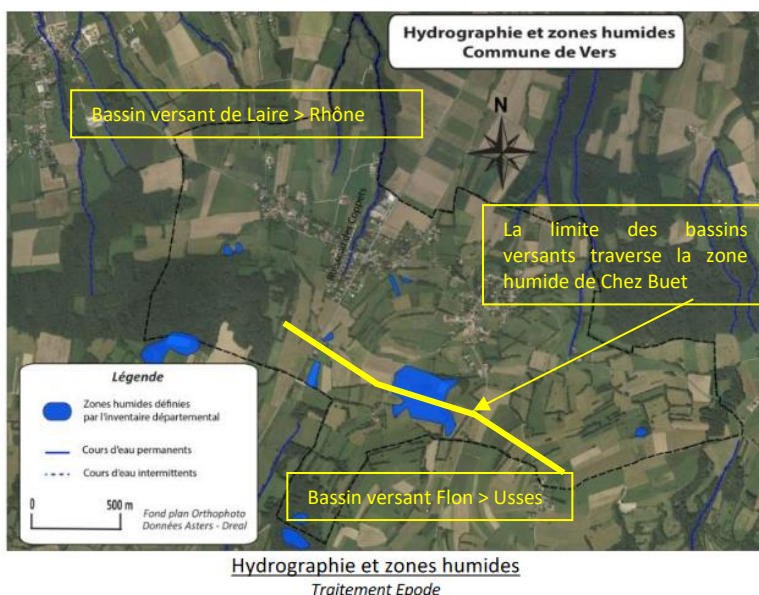 Hydrographie et zones humides
Commune de Vers
Bassin versant de Laire > Rhône
N
La limite des bassins
versants traverse la zone
humide de Chez Buet
Légende
Zones humides définies
par l'inventaire départemental
Cours d'eau permanents
Cours d'eau intermittents
0 500 m
Fond plan Orthophoto
Données Asters - Dreal
Bassin versant Flon > Usses
Hydrographie et zones humides
Traitement Epode